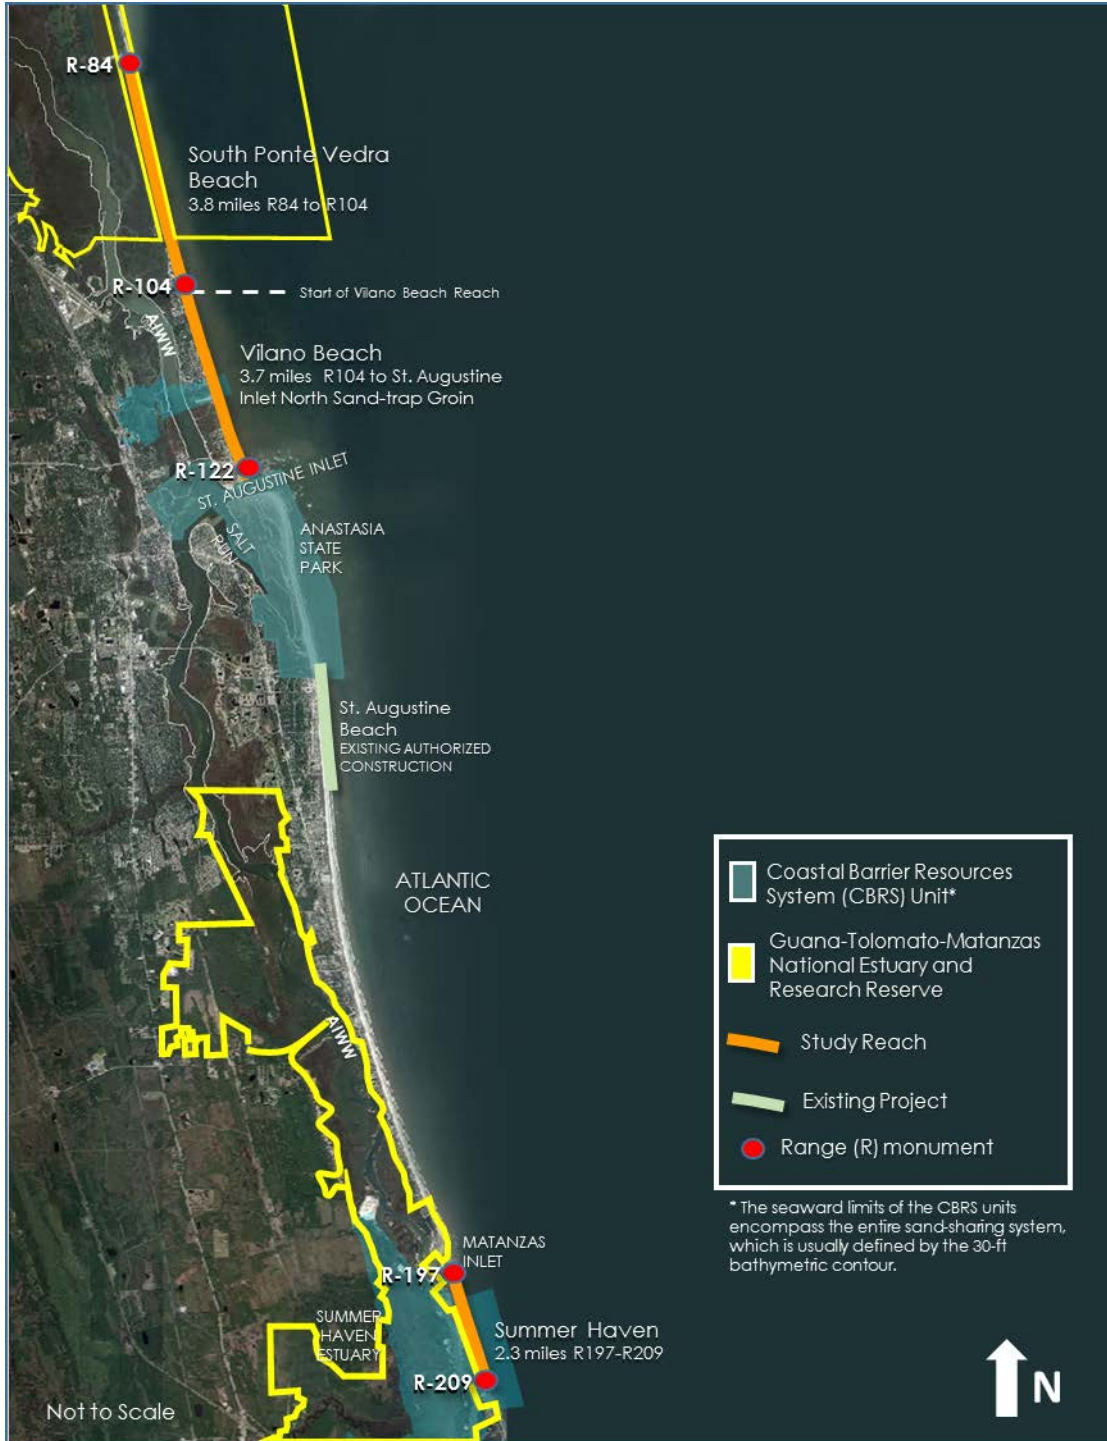 R-84
South Ponte Vedra
Beach
3.8 miles R84 to R104
R-104
Start of Vilano Beach Reach
AIWW
Vilano Beach
3.7 miles R104 to St. Augustine
Inlet North Sand-trap Groin
R-122
ST. AUGUSTINE INLET
SALT
RUN
ANASTASIA
STATE
PARK
St. Augustine
Beach
EXISTING AUTHORIZED
CONSTRUCTION
ATLANTIC
OCEAN
AIWW
MATANZAS
INLET
R-197
SUMMER
HAVEN
ESTUARY
Summer Haven
2.3 miles R197-R209
R-209
Not to Scale
Coastal Barrier Resources
System (CBRS) Unit*
Guana-Tolomato-Matanzas
National Estuary and
Research Reserve
Study Reach
Existing Project
Range (R) monument
* The seaward limits of the CBRS units
encompass the entire sand-sharing system,
which is usually defined by the 30-ft
bathymetric contour.
N